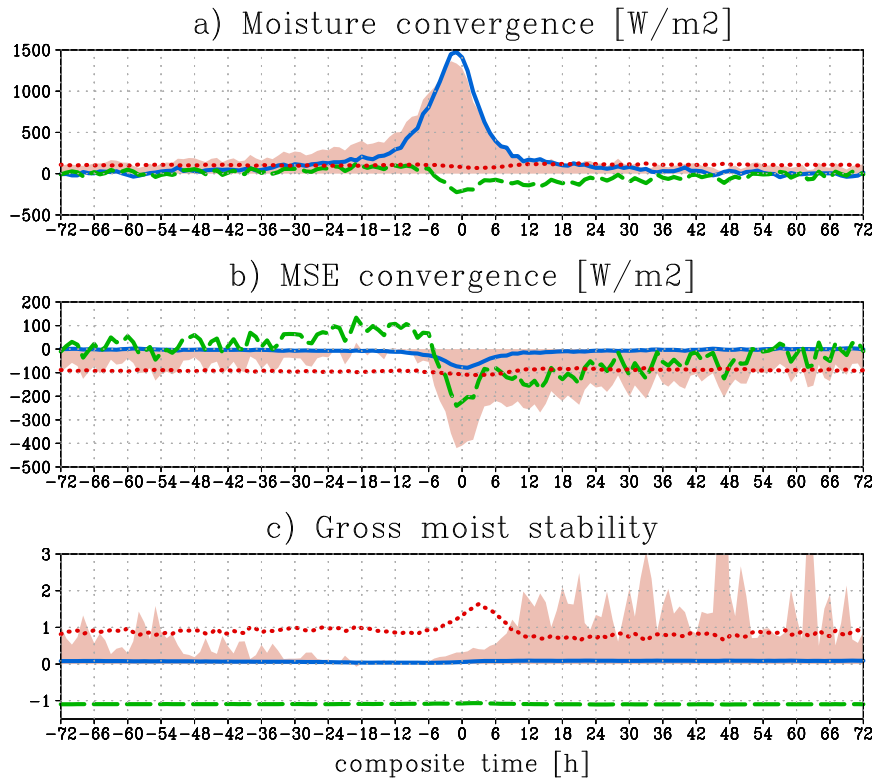 a) Moisture convergence [W/m2]
1500
1000
500
0
-500
-72-66-60-54-48-42-36-30-24-18-12-6 0 6 12 18 24 30 36 42 48 54 60 66 72
b) MSE convergence [W/m2]
200
100
0
-100
-200
-300
-400
-500
-72-66-60-54-48-42-36-30-24-18-12-6 0 6 12 18 24 30 36 42 48 54 60 66 72
c) Gross moist stability
3
2
1
0
-1
-72-66-60-54-48-42-36-30-24-18-12-6 0 6 12 18 24 30 36 42 48 54 60 66 72
composite time [h]